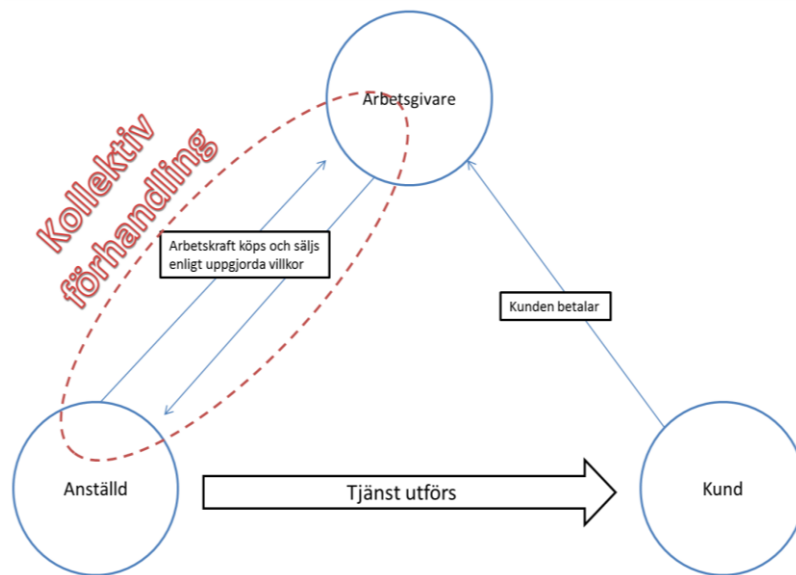 Arbetsgivare
Kollektiv
förhandling
Arbetskraft köps och säljs
enligt uppgjorda villkor
Kunden betalar
Anställd
Tjänst utförs
Kund